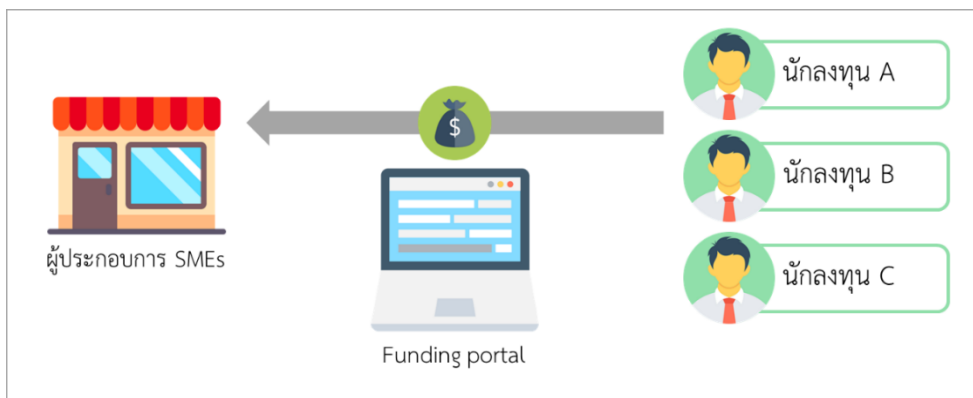 นักลงทุน A
นักลงทุน B
นักลงทุน C
$
ผู้ประกอบการ SMEs
Funding portal